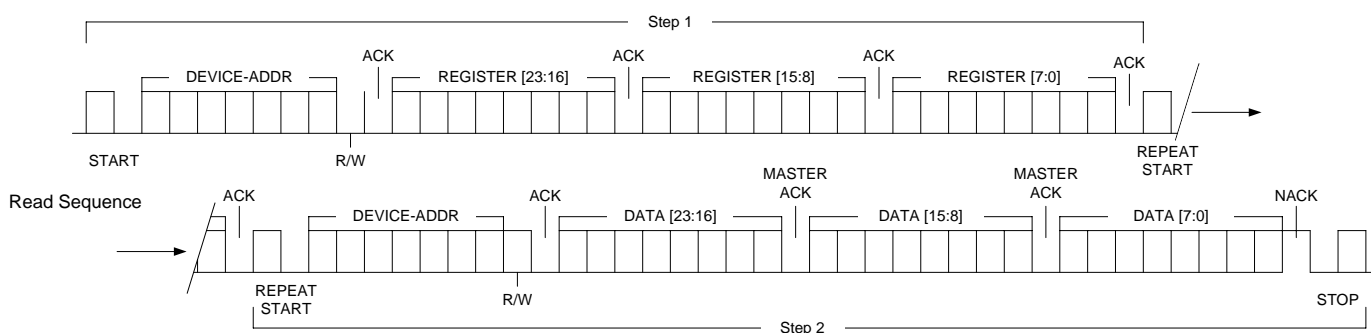 Step 1
ACK ACK ACK ACK
DEVICE-ADDR REGISTER [23:16] REGISTER [15:8] REGISTER [7:0]
START R/W REPEAT
START
Read Sequence
MASTER MASTER
ACK ACK ACK ACK NACK
DEVICE-ADDR DATA [23:16] DATA [15:8] DATA [7:0]
REPEAT
START R/W STOP
Step 2